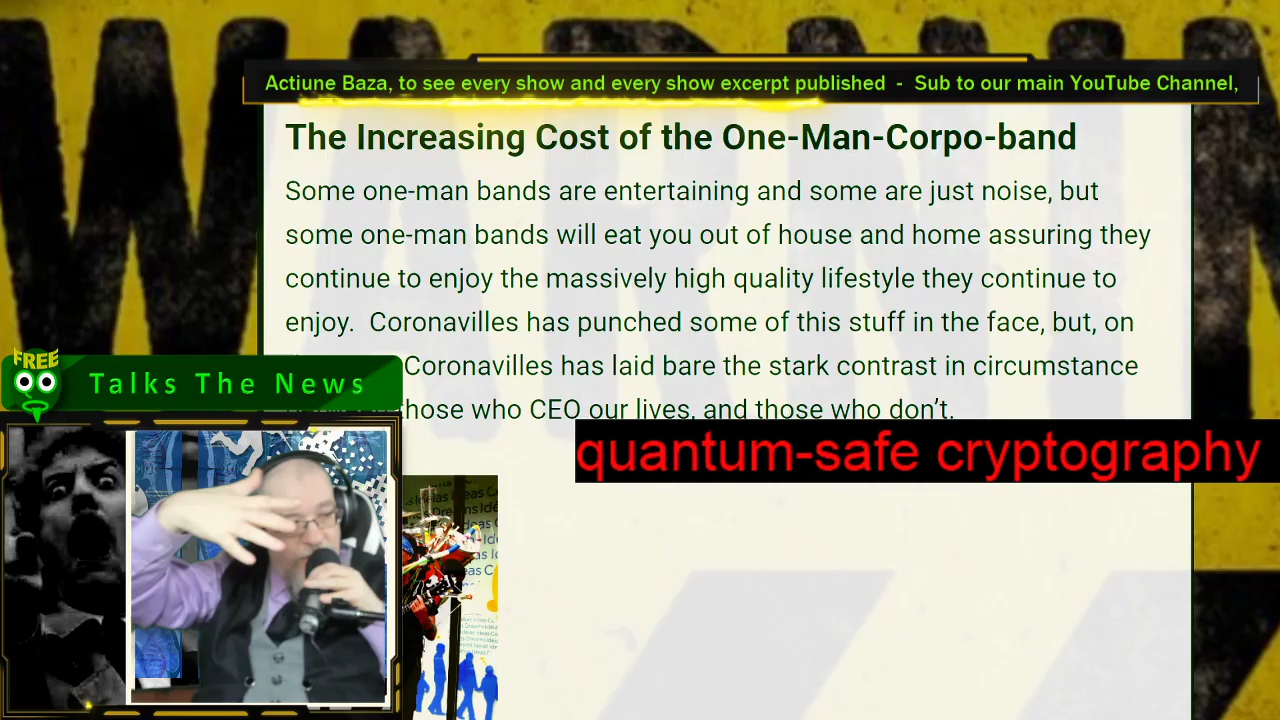 Actiune Baza, to see every show and every show excerpt published - Sub to our main YouTube Channel,
The Increasing Cost of the One-Man-Corpo-band
Some one-man bands are entertaining and some are just noise, but
some one-man bands will eat you out of house and home assuring they
continue to enjoy the massively high quality lifestyle they continue to
enjoy. Coronavilles has punched some of this stuff in the face, but, on
Coronavilles has laid bare the stark contrast in circumstance
those who CEO our lives, and those who don't.
FREE
Talks The News
quantum-safe cryptography